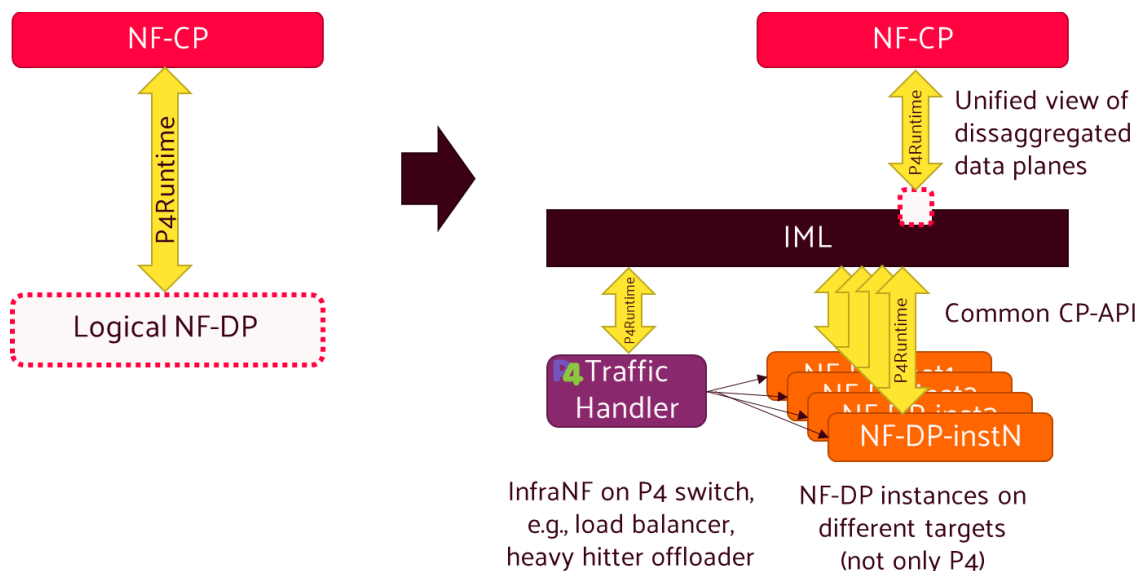 NF-CP
P4Runtime
Logical NF-DP
NF-CP
P4Runtime
Unified view of
dissaggregated
data planes
IML
P4Runtime
P4Runtime
Common CP-API
P4 Traffic
Handler
NF-DP-instN
InfraNF on P4 switch,
e.g., load balancer,
heavy hitter offloader
NF-DP instances on
different targets
(not only P4)